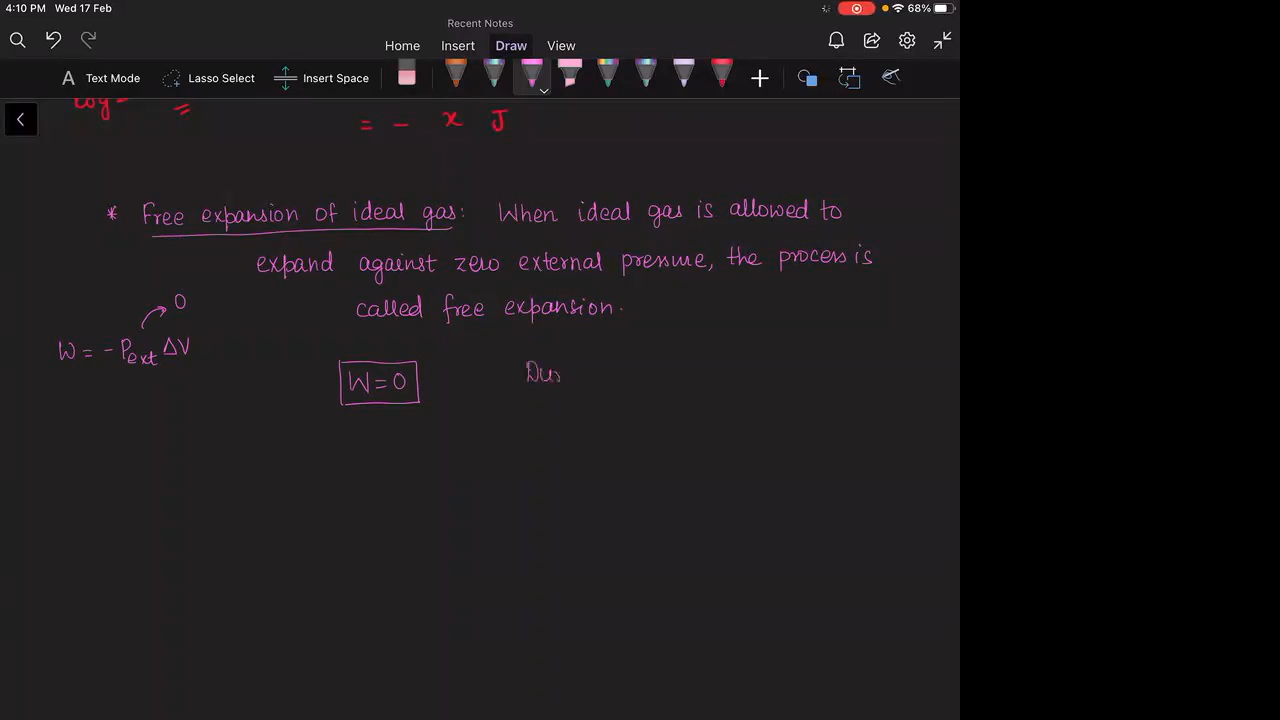 4:10 PM Wed 17 Feb
68%
Recent Notes
Home Insert Draw View
A Text Mode Lasso Select Insert Space
= - x J
* Free expansion of ideal gas: When ideal gas is allowed to
expand against zero external pressure, the process is
called free expansion.
0
W = - Pext ΔV
W = 0